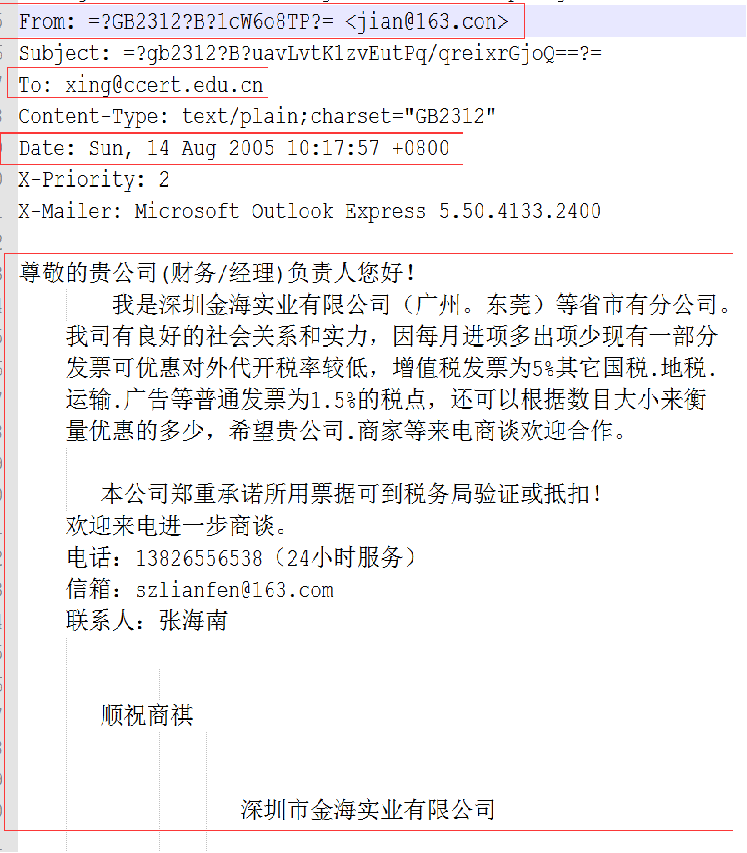 From: =?GB2312?B?1cW6o8TP?= <jian@163.con>
Subject: =?gb2312?B?uavLvtK1zvEutPq/qreixrGjoQ==?=
To: xing@ccert.edu.cn
Content-Type: text/plain;charset="GB2312"
Date: Sun, 14 Aug 2005 10:17:57 +0800
X-Priority: 2
X-Mailer: Microsoft Outlook Express 5.50.4133.2400
尊敬的贵公司(财务/经理)负责人您好！
我是深圳金海实业有限公司（广州。东莞）等省市有分公司。
我司有良好的社会关系和实力，因每月进项多出项少现有一部分
发票可优惠对外代开税率较低，增值税发票为5%其它国税.地税.
运输.广告等普通发票为1.5%的税点，还可以根据数目大小来衡
量优惠的多少，希望贵公司.商家等来电商谈欢迎合作。
本公司郑重承诺所用票据可到税务局验证或抵扣！
欢迎来电进一步商谈。
电话：13826556538（24小时服务）
信箱：szlianfen@163.com
联系人：张海南
顺祝商祺
深圳市金海实业有限公司